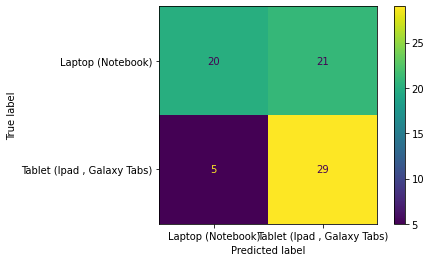 Laptop (Notebook)
20
21
25
20
True label
15
Tablet (Ipad , Galaxy Tabs)
5
29
10
5
Laptop (Notebook)
Tablet (Ipad , Galaxy Tabs)
Predicted label